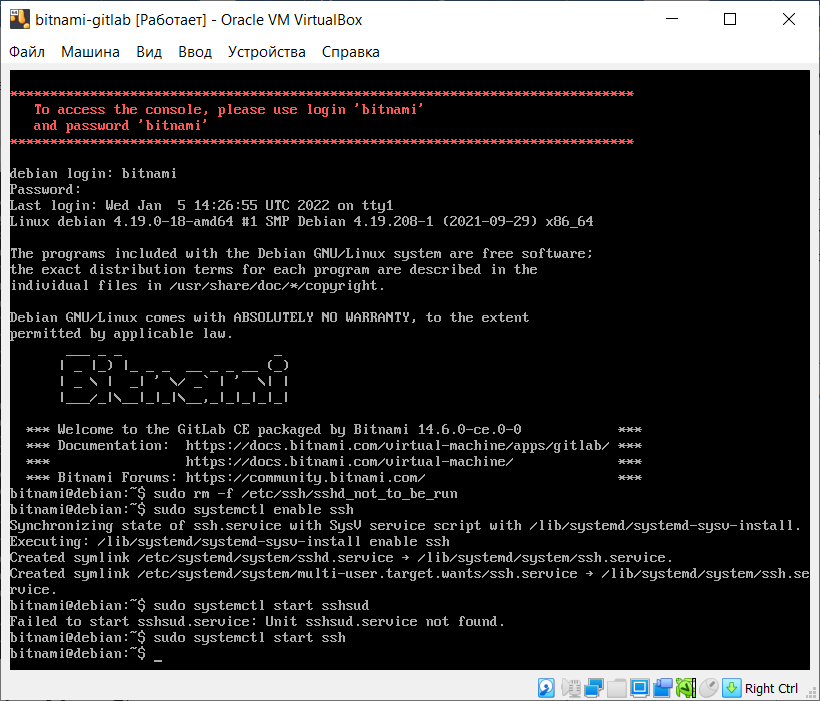 bitnami-gitlab [Работает] - Oracle VM VirtualBox
Файл Машина Вид Ввод Устройства Справка
*******************************************************************************
To access the console, please use login 'bitnami'
and password 'bitnami'
*******************************************************************************
debian login: bitnami
Password:
Last login: Wed Jan  5 14:26:55 UTC 2022 on tty1
Linux debian 4.19.0-18-amd64 #1 SMP Debian 4.19.208-1 (2021-09-29) x86_64
The programs included with the Debian GNU/Linux system are free software;
the exact distribution terms for each program are described in the
individual files in /usr/share/doc/*/copyright.
Debian GNU/Linux comes with ABSOLUTELY NO WARRANTY, to the extent
permitted by applicable law.
Bitnami
*** Welcome to the GitLab CE packaged by Bitnami 14.6.0-ce.0-0 ***
*** Documentation:  https://docs.bitnami.com/virtual-machine/apps/gitlab/ ***
*** https://docs.bitnami.com/virtual-machine/ ***
*** Bitnami Forums: https://community.bitnami.com/ ***
bitnami@debian:~$ sudo rm -f /etc/ssh/sshd_not_to_be_run
bitnami@debian:~$ sudo systemctl enable ssh
Synchronizing state of ssh.service with SysV service script with /lib/systemd/systemd-sysv-install.
Executing: /lib/systemd/systemd-sysv-install enable ssh
Created symlink /etc/systemd/system/sshd.service → /lib/systemd/system/ssh.service.
Created symlink /etc/systemd/system/multi-user.target.wants/ssh.service → /lib/systemd/system/ssh.se
rvice.
bitnami@debian:~$ sudo systemctl start sshsud
Failed to start sshsud.service: Unit sshsud.service not found.
bitnami@debian:~$ sudo systemctl start ssh
bitnami@debian:~$ _
Right Ctrl